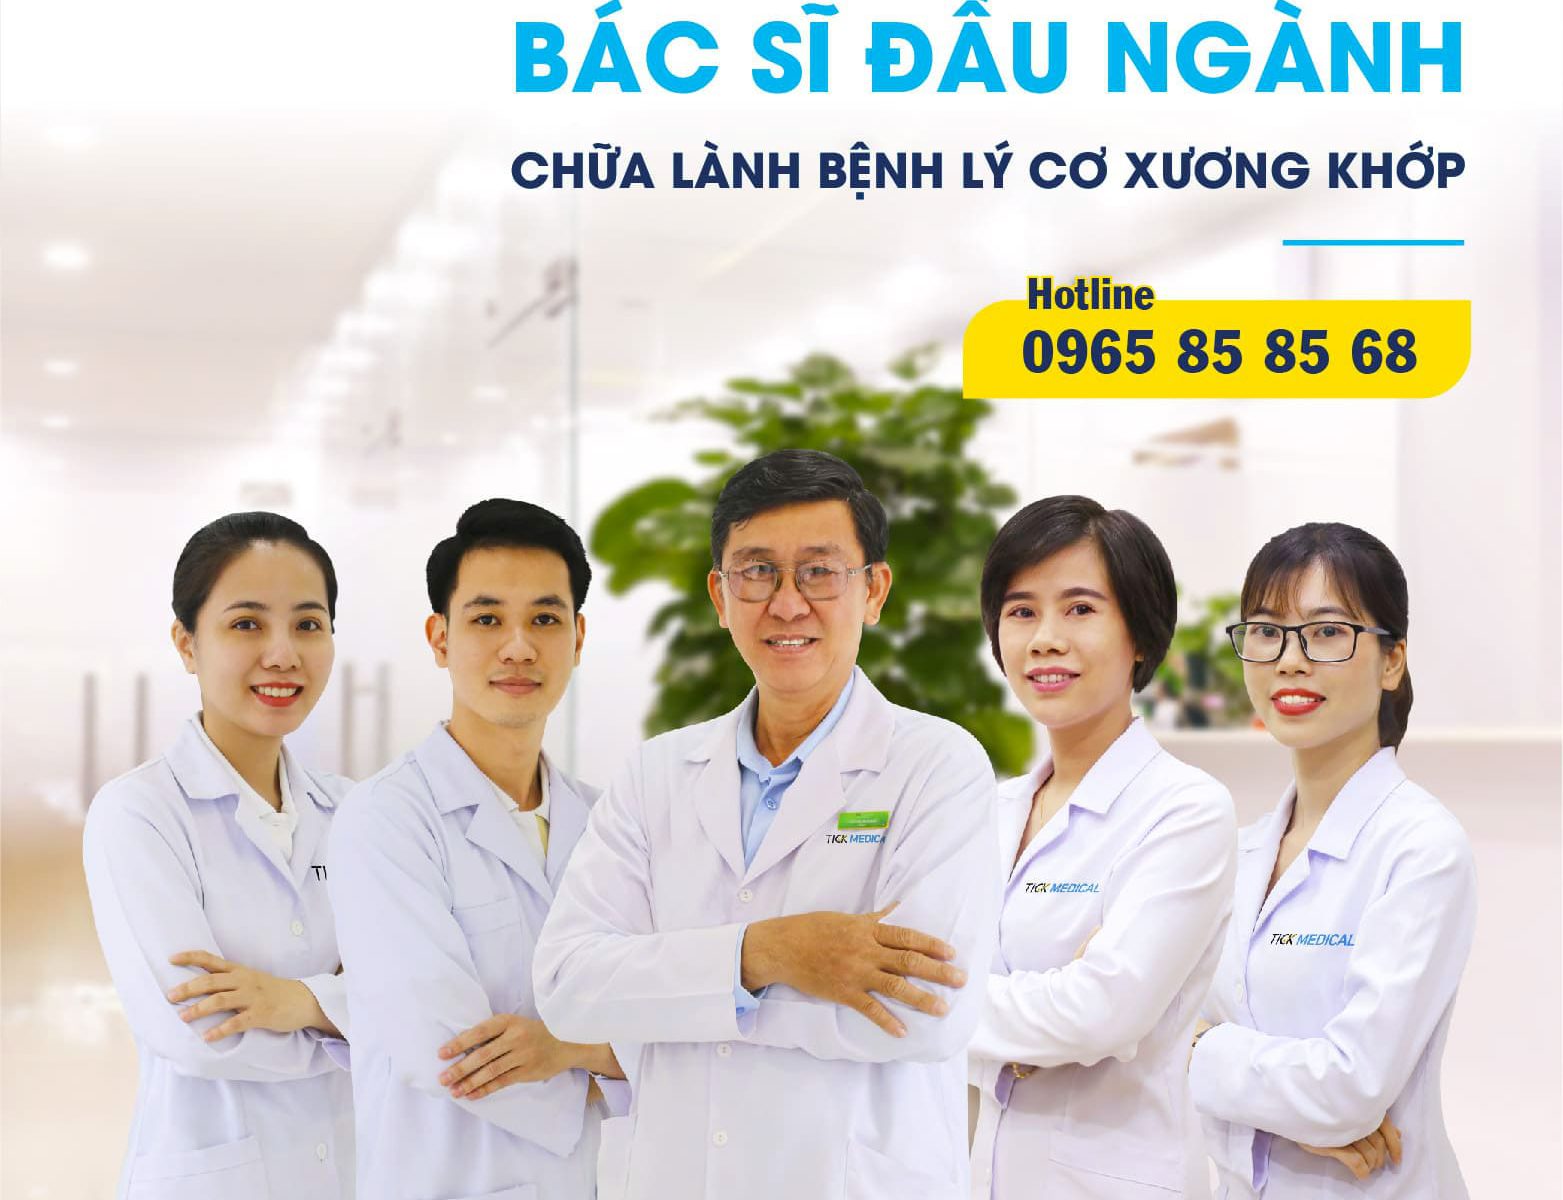 BÁC SĨ ĐẦU NGÀNH
CHỮA LÀNH BỆNH LÝ CƠ XƯƠNG KHỚP
Hotline
0965 85 85 68
TICK MEDICA
TICK MEDICAL
TICK MEDICAL